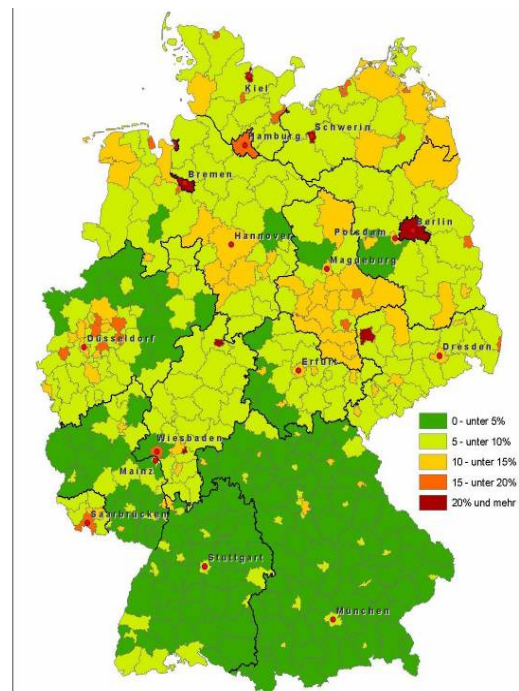 Kiel
Hamburg
Schwerin
Bremen
Hannover
Potsdam
Berlin
Magdeburg
Düsseldorf
Erfurt
Dresden
Wiesbaden
Mainz
Saarbrücken
Stuttgart
München
0 - unter 5%
5 - unter 10%
10 - unter 15%
15 - unter 20%
20% und mehr